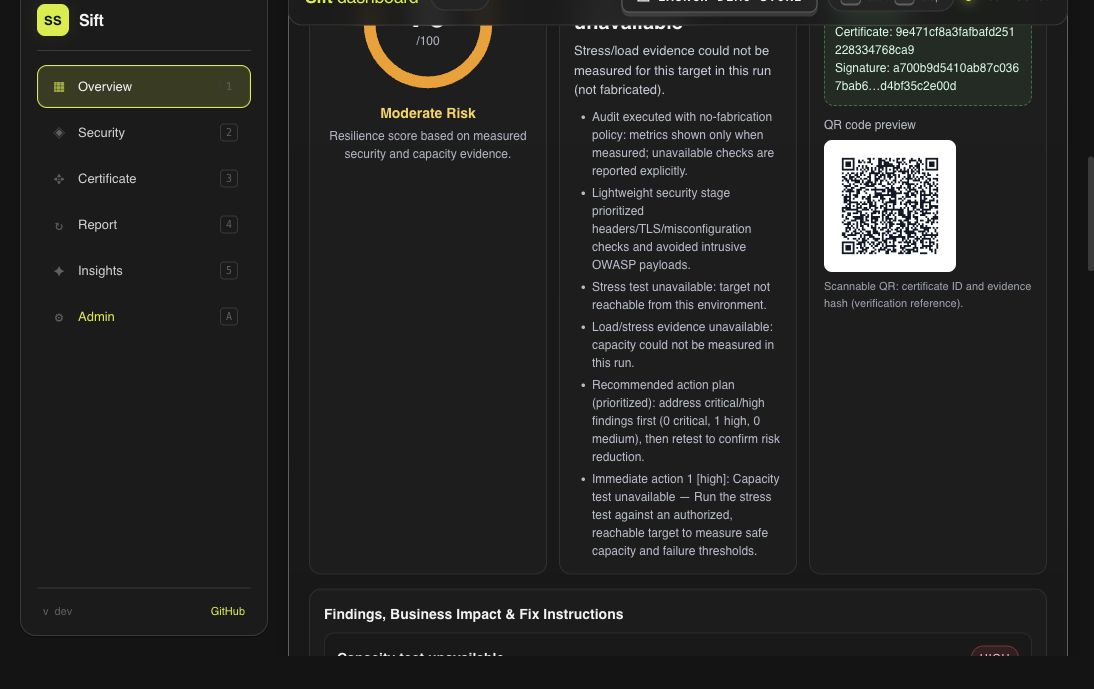 SS Sift
Overview 1
Security 2
Certificate 3
Report 4
Insights 5
Admin A
v dev
GitHub
Sift dashboard
/100
Moderate Risk
Resilience score based on measured
security and capacity evidence.
unavailable
Stress/load evidence could not be
measured for this target in this run
(not fabricated).
• Audit executed with no-fabrication
policy: metrics shown only when
measured; unavailable checks are
reported explicitly.
• Lightweight security stage
prioritized
headers/TLS/misconfiguration
checks and avoided intrusive
OWASP payloads.
• Stress test unavailable: target not
reachable from this environment.
• Load/stress evidence unavailable:
capacity could not be measured in
this run.
• Recommended action plan
(prioritized): address critical/high
findings first (0 critical, 1 high, 0
medium), then retest to confirm risk
reduction.
• Immediate action 1 [high]: Capacity
test unavailable — Run the stress
test against an authorized,
reachable target to measure safe
capacity and failure thresholds.
Certificate: 9e471cf8a3fafbafd251
228334768ca9
Signature: a700b9d5410ab87c036
7bab6…d4bf35c2e00d
QR code preview
Scannable QR: certificate ID and evidence
hash (verification reference).
Findings, Business Impact & Fix Instructions
Capacity test unavailable
HIGH